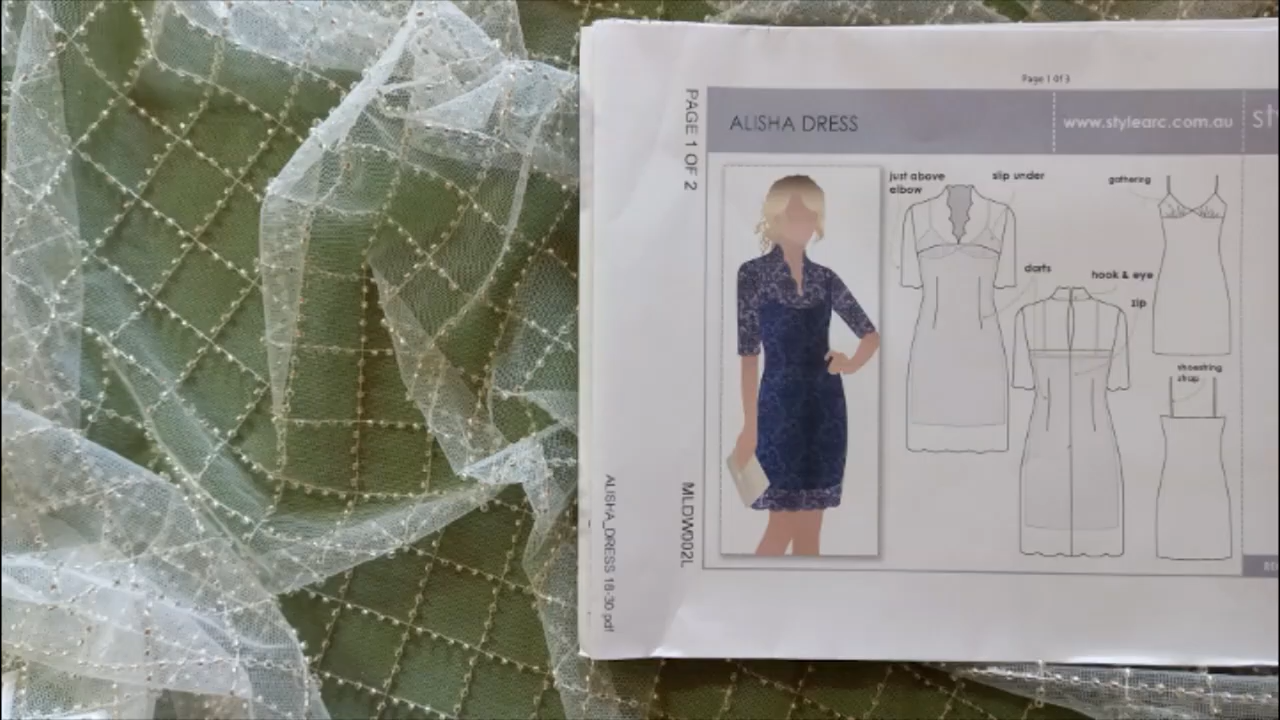 Page 1 of 3
PAGE 1 OF 2
ALISHA DRESS
www.stylearc.com.au
st
just above
elbow
slip under
gathering
darts
hook & eye
zip
shoestring
strap
MLDW002L
ALISHA_DRESS 18-30.pdf